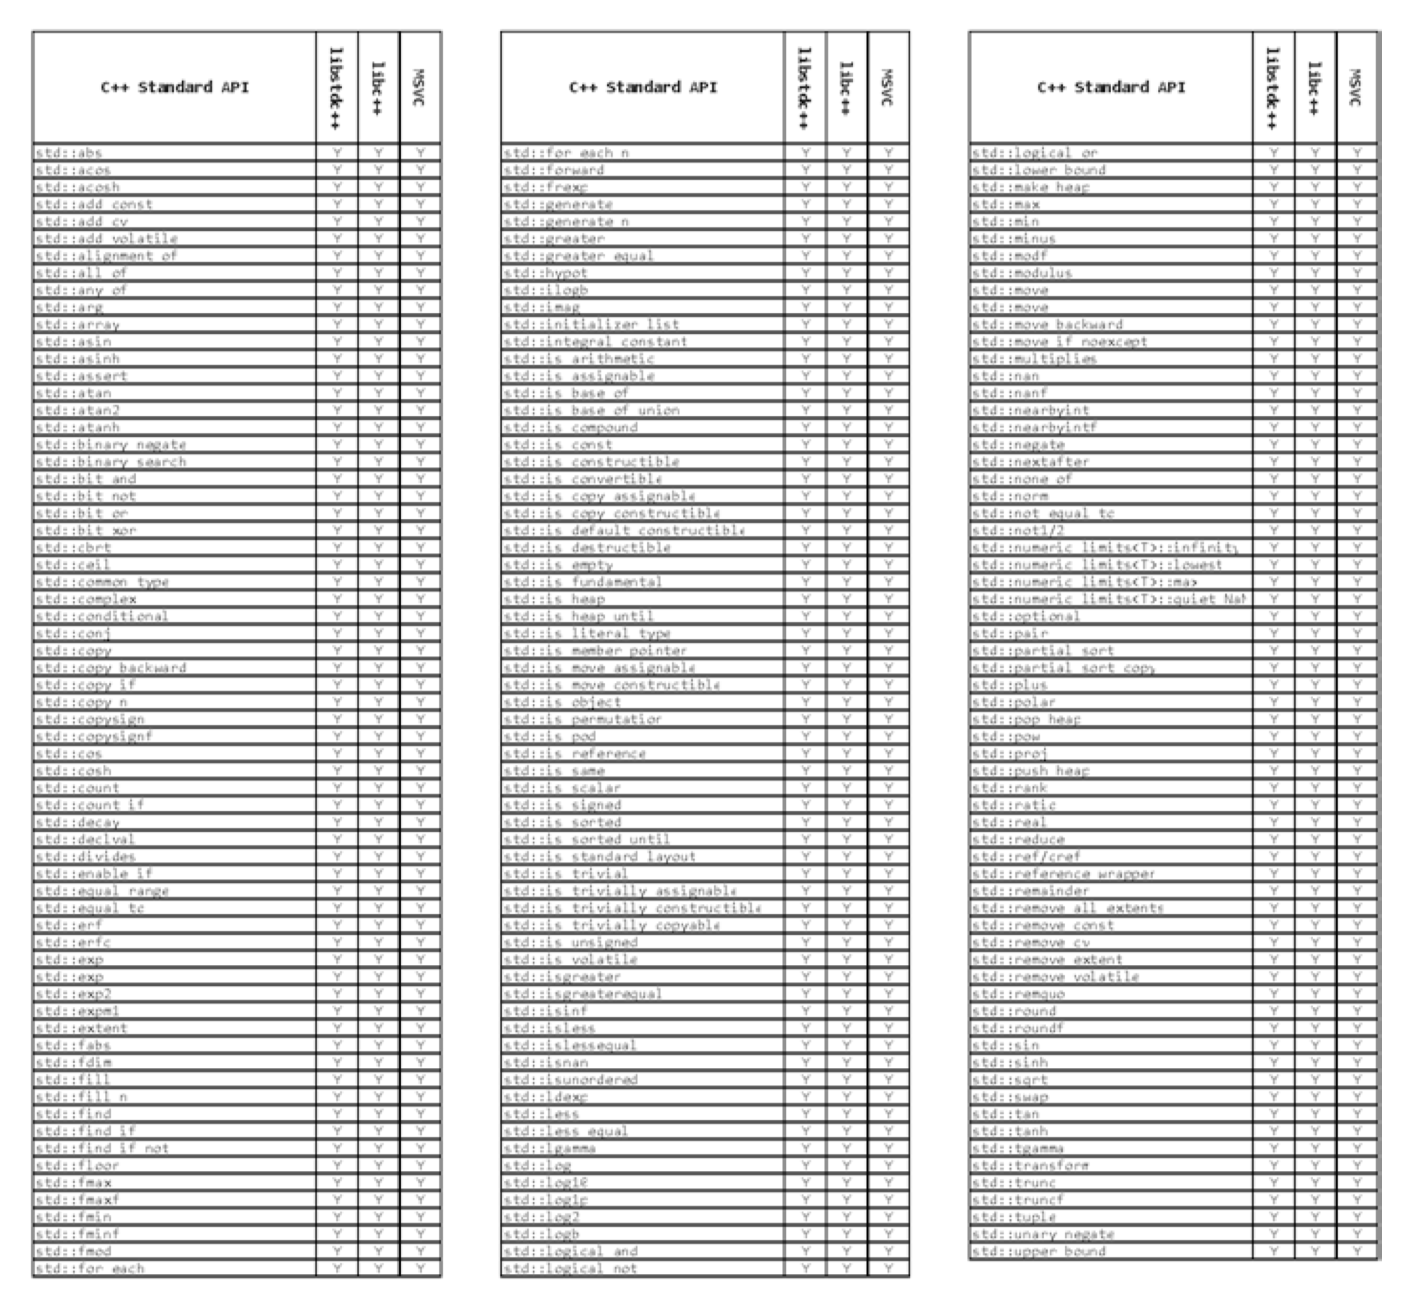 C++ Standard API libstdc++ libc++ MSVC
std::abs Y Y Y
std::acos Y Y Y
std::acosh Y Y Y
std::add const Y Y Y
std::add cv Y Y Y
std::add volatile Y Y Y
std::alignment of Y Y Y
std::all of Y Y Y
std::any of Y Y Y
std::arg Y Y Y
std::array Y Y Y
std::asin Y Y Y
std::asinh Y Y Y
std::assert Y Y Y
std::atan Y Y Y
std::atan2 Y Y Y
std::atanh Y Y Y
std::binary negate Y Y Y
std::binary search Y Y Y
std::bit and Y Y Y
std::bit not Y Y Y
std::bit or Y Y Y
std::bit xor Y Y Y
std::cbrt Y Y Y
std::ceil Y Y Y
std::common type Y Y Y
std::complex Y Y Y
std::conditional Y Y Y
std::conj Y Y Y
std::copy Y Y Y
std::copy backward Y Y Y
std::copy if Y Y Y
std::copy n Y Y Y
std::copysign Y Y Y
std::copysignf Y Y Y
std::cos Y Y Y
std::cosh Y Y Y
std::count Y Y Y
std::count if Y Y Y
std::decay Y Y Y
std::declval Y Y Y
std::divides Y Y Y
std::enable if Y Y Y
std::equal range Y Y Y
std::equal to Y Y Y
std::erf Y Y Y
std::erfc Y Y Y
std::exp Y Y Y
std::exp Y Y Y
std::exp2 Y Y Y
std::expm1 Y Y Y
std::extent Y Y Y
std::fabs Y Y Y
std::fdim Y Y Y
std::fill Y Y Y
std::fill n Y Y Y
std::find Y Y Y
std::find if Y Y Y
std::find if not Y Y Y
std::floor Y Y Y
std::fmax Y Y Y
std::fmaxf Y Y Y
std::fmin Y Y Y
std::fminf Y Y Y
std::fmod Y Y Y
std::for each Y Y Y
C++ Standard API libstdc++ libc++ MSVC
std::for each n Y Y Y
std::forward Y Y Y
std::frexp Y Y Y
std::generate Y Y Y
std::generate n Y Y Y
std::greater Y Y Y
std::greater equal Y Y Y
std::hypot Y Y Y
std::ilogb Y Y Y
std::imag Y Y Y
std::initializer list Y Y Y
std::integral constant Y Y Y
std::is arithmetic Y Y Y
std::is assignable Y Y Y
std::is base of Y Y Y
std::is base of union Y Y Y
std::is compound Y Y Y
std::is const Y Y Y
std::is constructible Y Y Y
std::is convertible Y Y Y
std::is copy assignable Y Y Y
std::is copy constructible Y Y Y
std::is default constructible Y Y Y
std::is destructible Y Y Y
std::is empty Y Y Y
std::is fundamental Y Y Y
std::is heap Y Y Y
std::is heap until Y Y Y
std::is literal type Y Y Y
std::is member pointer Y Y Y
std::is move assignable Y Y Y
std::is move constructible Y Y Y
std::is object Y Y Y
std::is permutation Y Y Y
std::is pod Y Y Y
std::is reference Y Y Y
std::is same Y Y Y
std::is scalar Y Y Y
std::is signed Y Y Y
std::is sorted Y Y Y
std::is sorted until Y Y Y
std::is standard layout Y Y Y
std::is trivial Y Y Y
std::is trivially assignable Y Y Y
std::is trivially constructible Y Y Y
std::is trivially copyable Y Y Y
std::is unsigned Y Y Y
std::is volatile Y Y Y
std::isgreater Y Y Y
std::isgreaterequal Y Y Y
std::isinf Y Y Y
std::isless Y Y Y
std::islessequal Y Y Y
std::isnan Y Y Y
std::isunordered Y Y Y
std::ldexp Y Y Y
std::less Y Y Y
std::less equal Y Y Y
std::lgamma Y Y Y
std::log Y Y Y
std::log10 Y Y Y
std::log1p Y Y Y
std::log2 Y Y Y
std::logb Y Y Y
std::logical and Y Y Y
std::logical not Y Y Y
C++ Standard API libstdc++ libc++ MSVC
std::logical or Y Y Y
std::lower bound Y Y Y
std::make heap Y Y Y
std::max Y Y Y
std::min Y Y Y
std::minus Y Y Y
std::modf Y Y Y
std::modulus Y Y Y
std::move Y Y Y
std::move Y Y Y
std::move backward Y Y Y
std::move if noexcept Y Y Y
std::multiplies Y Y Y
std::nan Y Y Y
std::nanf Y Y Y
std::nearbyint Y Y Y
std::nearbyintf Y Y Y
std::negate Y Y Y
std::nextafter Y Y Y
std::none of Y Y Y
std::norm Y Y Y
std::not equal to Y Y Y
std::not1/2 Y Y Y
std::numeric limits<T>::infinity Y Y Y
std::numeric limits<T>::lowest Y Y Y
std::numeric limits<T>::max Y Y Y
std::numeric limits<T>::quiet NaN Y Y Y
std::optional Y Y Y
std::pair Y Y Y
std::partial sort Y Y Y
std::partial sort copy Y Y Y
std::plus Y Y Y
std::polar Y Y Y
std::pop heap Y Y Y
std::pow Y Y Y
std::proj Y Y Y
std::push heap Y Y Y
std::rank Y Y Y
std::ratio Y Y Y
std::real Y Y Y
std::reduce Y Y Y
std::ref/cref Y Y Y
std::reference wrapper Y Y Y
std::remainder Y Y Y
std::remove all extents Y Y Y
std::remove const Y Y Y
std::remove cv Y Y Y
std::remove extent Y Y Y
std::remove volatile Y Y Y
std::remquo Y Y Y
std::round Y Y Y
std::roundf Y Y Y
std::sin Y Y Y
std::sinh Y Y Y
std::sqrt Y Y Y
std::swap Y Y Y
std::tan Y Y Y
std::tanh Y Y Y
std::tgamma Y Y Y
std::transform Y Y Y
std::trunc Y Y Y
std::truncf Y Y Y
std::tuple Y Y Y
std::unary negate Y Y Y
std::upper bound Y Y Y